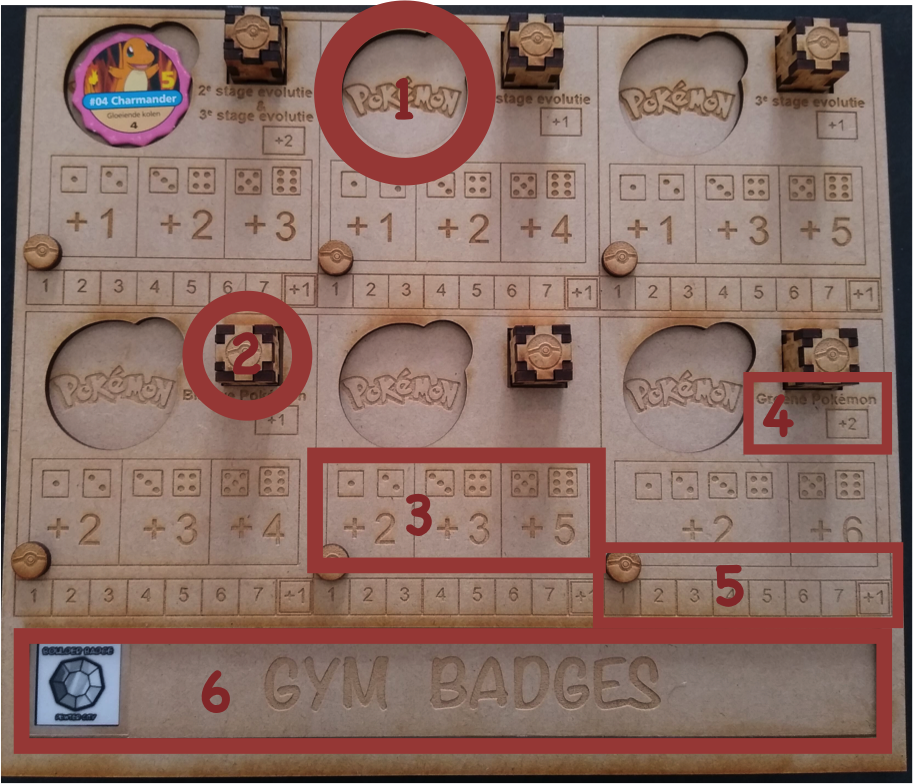 5
#04 Charmander
Gloeiende kolen
4
2e stage evolutie
&
3e stage evolutie
+2
Pokémon
1
stage evolutie
+1
Pokémon
3e stage evolutie
+1
+1 +2 +3
+1 +2 +4
+1 +3 +5
1 2 3 4 5 6 7 +1
1 2 3 4 5 6 7 +1
1 2 3 4 5 6 7 +1
Pokémon
2
Pokémon
+1
Pokémon
Pokémon
Groene Pokémon
4
+2
+2 +3 +4
+2 3 +3 +5
+2 +6
1 2 3 4 5 6 7 +1
1 2 3 4 5 6 7 +1
1 2 3 4 5 6 7 +1
5
BOULDER BADGE
PEWTER CITY
6
GYM BADGES